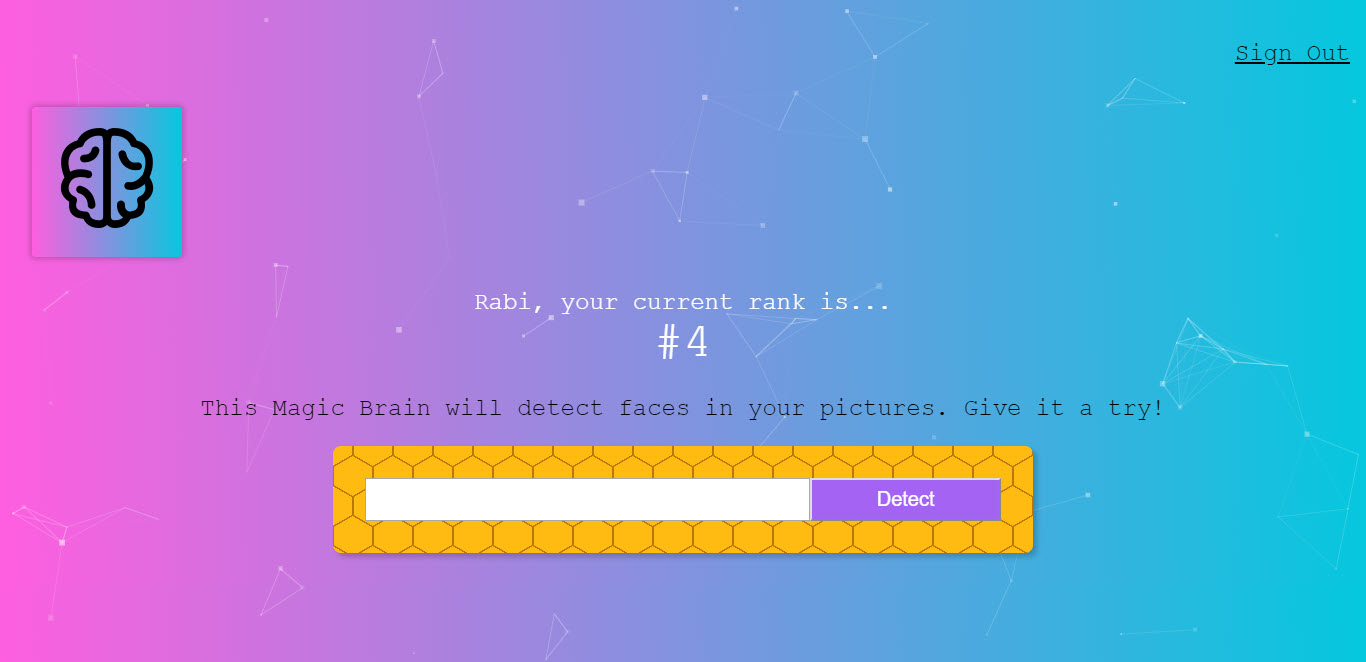 Sign Out
Rabi, your current rank is...
#4
This Magic Brain will detect faces in your pictures. Give it a try!
Detect